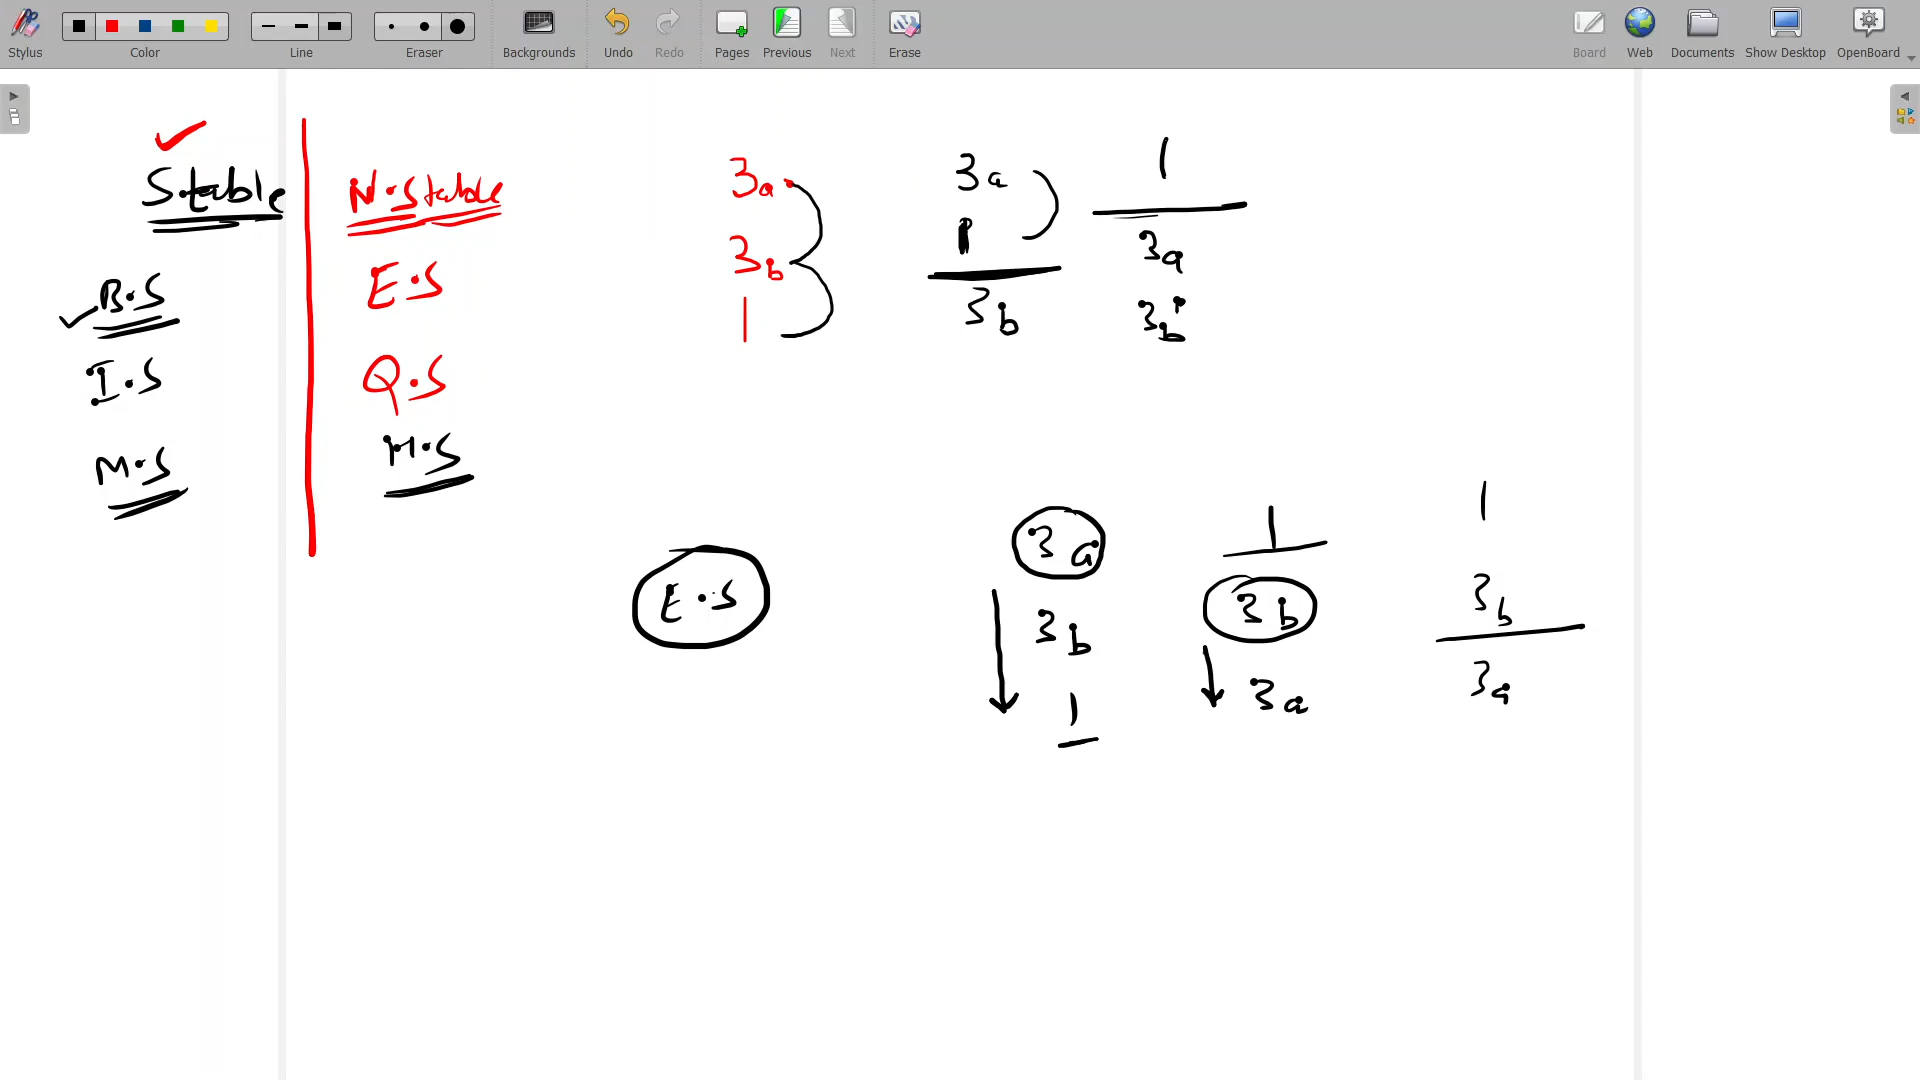 Stylus
Color
Line
Eraser
Backgrounds
Undo
Redo
Pages
Previous
Next
Erase
Board
Web
Documents
Show Desktop
OpenBoard
Stable
B.S
I.S
M.S
N.Stable
E.S
Q.S
H.S
3a
3b
1
3a
1
3b
1
3a
3b
E.S
3a
3b
1
1
3b
3a
1
3b
3a